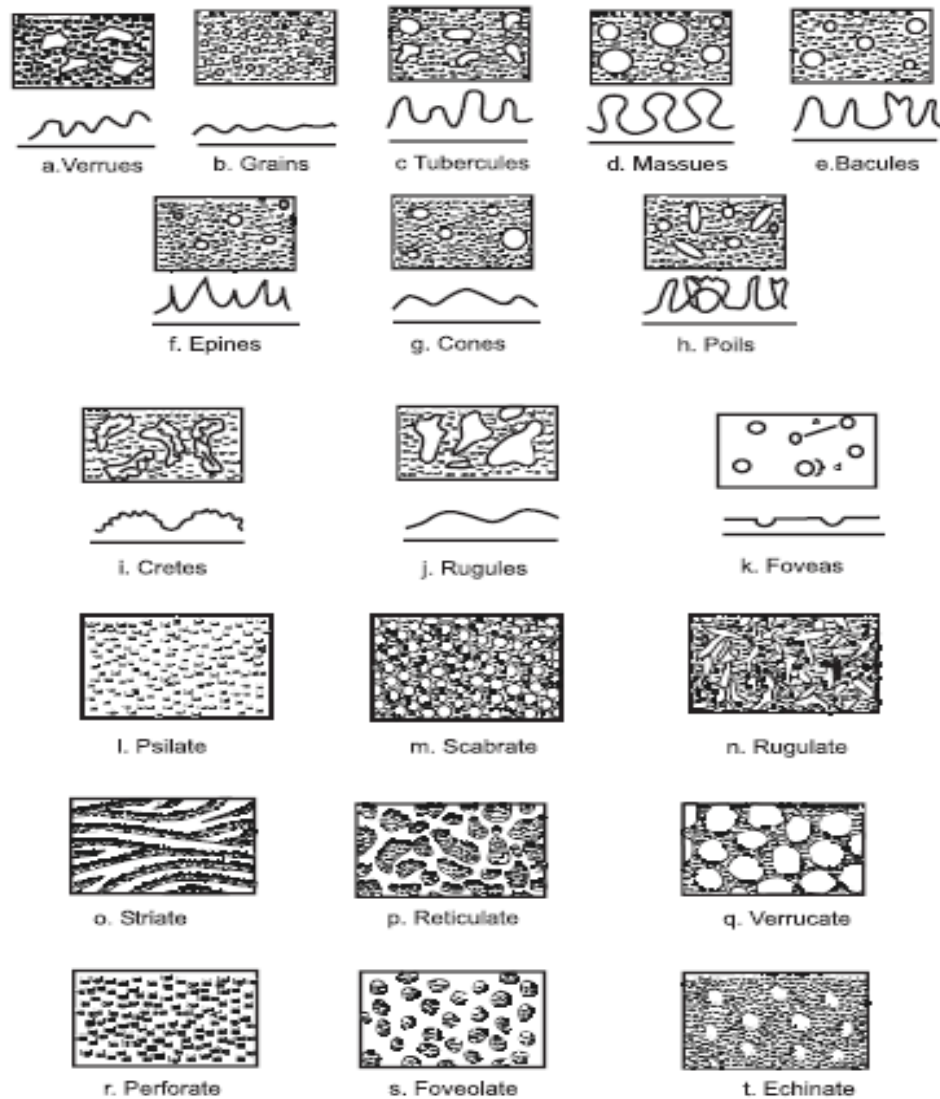 a.Verrues b. Grains c Tubercules d. Massues e.Bacules
f. Epines g. Cones h. Poils
i. Cretes j. Rugules k. Foveas
l. Psilate m. Scabrate n. Rugulate
o. Striate p. Reticulate q. Verrucate
r. Perforate s. Foveolate t. Echinate